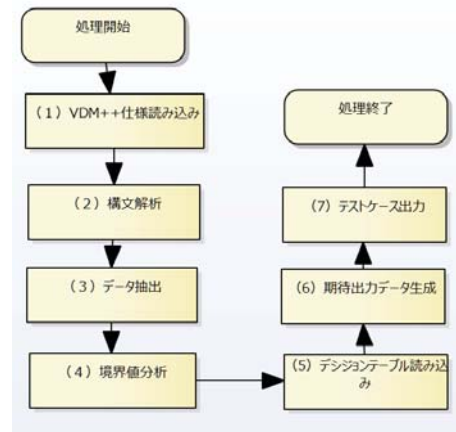 処理開始
(1)VDM++仕様読み込み
(2)構文解析
(3)データ抽出
(4)境界値分析
(5)デシジョンテーブル読み込
み
(6)期待出力データ生成
(7)テストケース出力
処理終了